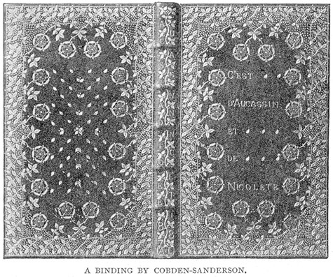 C'EST
D'AUCASSIN
ET
DE
NICOLETE
A BINDING BY COBDEN-SANDERSON.